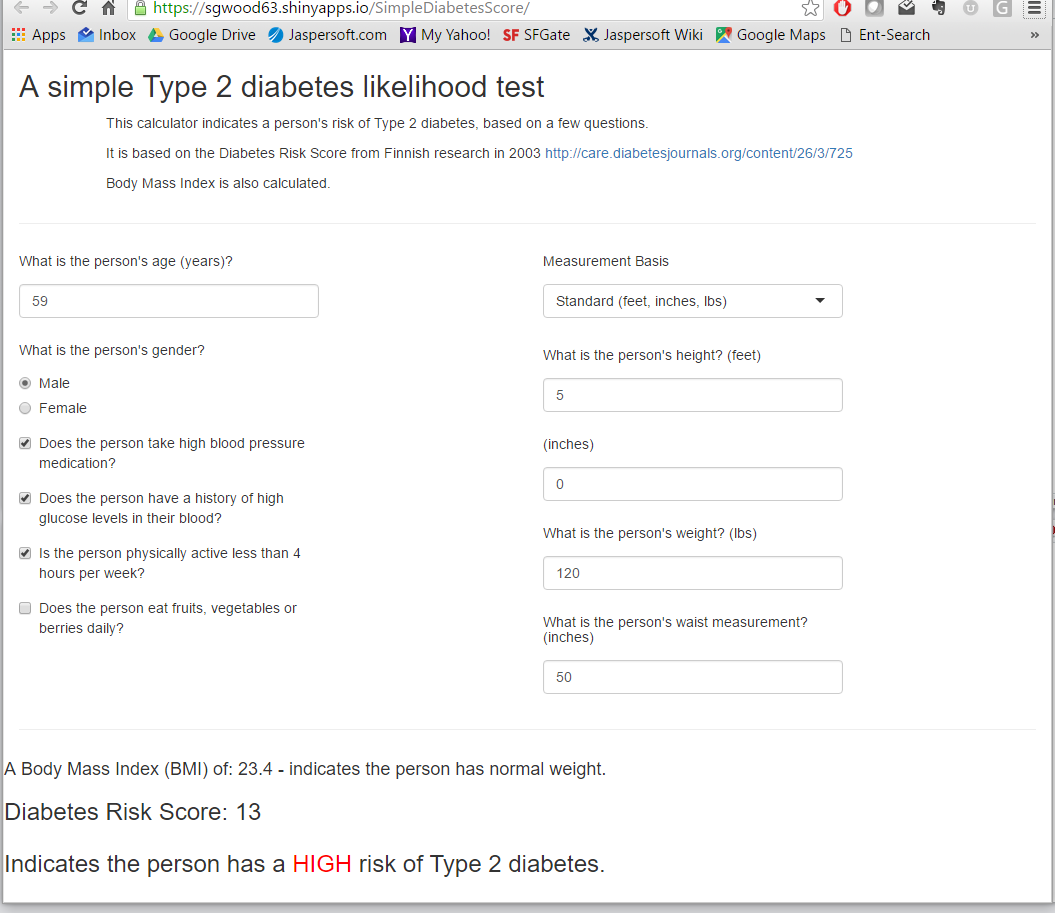 https://sgwood63.shinyapps.io/SimpleDiabetesScore/
Apps Inbox Google Drive Jaspersoft.com My Yahoo! SF SFGate Jaspersoft Wiki Google Maps Ent-Search »
A simple Type 2 diabetes likelihood test
This calculator indicates a person's risk of Type 2 diabetes, based on a few questions.
It is based on the Diabetes Risk Score from Finnish research in 2003 http://care.diabetesjournals.org/content/26/3/725
Body Mass Index is also calculated.
What is the person's age (years)?
59
What is the person's gender?
Male
Female
Does the person take high blood pressure
medication?
Does the person have a history of high
glucose levels in their blood?
Is the person physically active less than 4
hours per week?
Does the person eat fruits, vegetables or
berries daily?
Measurement Basis
Standard (feet, inches, lbs)
What is the person's height? (feet)
5
(inches)
0
What is the person's weight? (lbs)
120
What is the person's waist measurement?
(inches)
50
A Body Mass Index (BMI) of: 23.4 - indicates the person has normal weight.
Diabetes Risk Score: 13
Indicates the person has a HIGH risk of Type 2 diabetes.